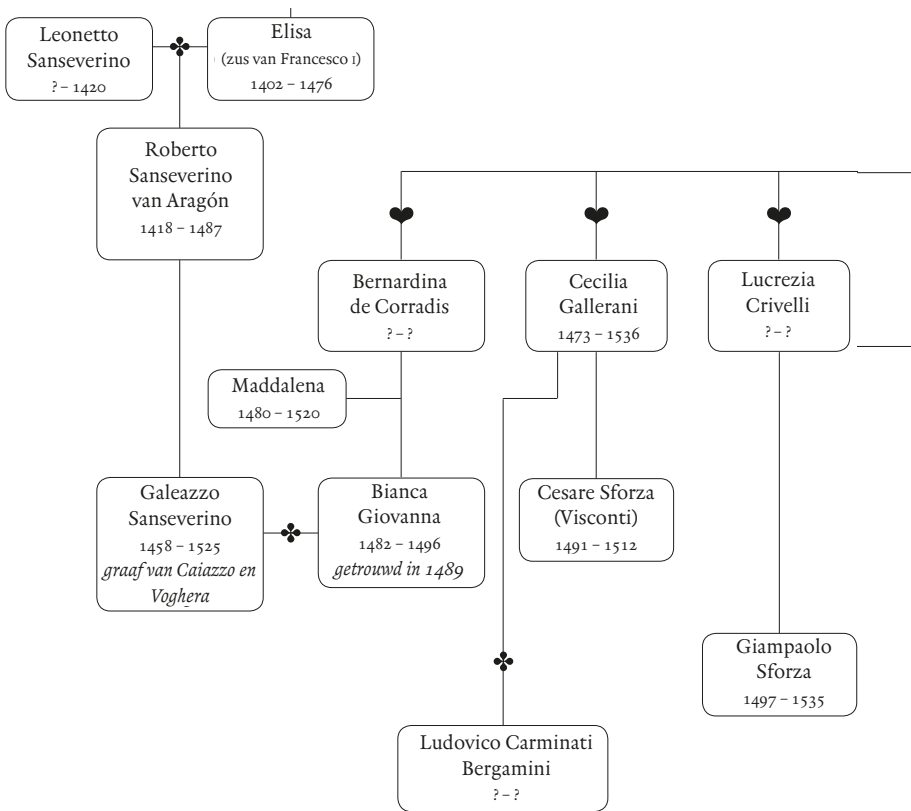 Leonetto
Sanseverino
? – 1420
Elisa
(zus van Francesco I)
1402 – 1476
Roberto
Sanseverino
van Aragón
1418 – 1487
Bernardina
de Corradis
? – ?
Cecilia
Gallerani
1473 – 1536
Lucrezia
Crivelli
? – ?
Maddalena
1480 – 1520
Galeazzo
Sanseverino
1458 – 1525
graaf van Caiazzo en
Voghera
Bianca
Giovanna
1482 – 1496
getrouwd in 1489
Cesare Sforza
(Visconti)
1491 – 1512
Giampaolo
Sforza
1497 – 1535
Ludovico Carminati
Bergamini
? – ?